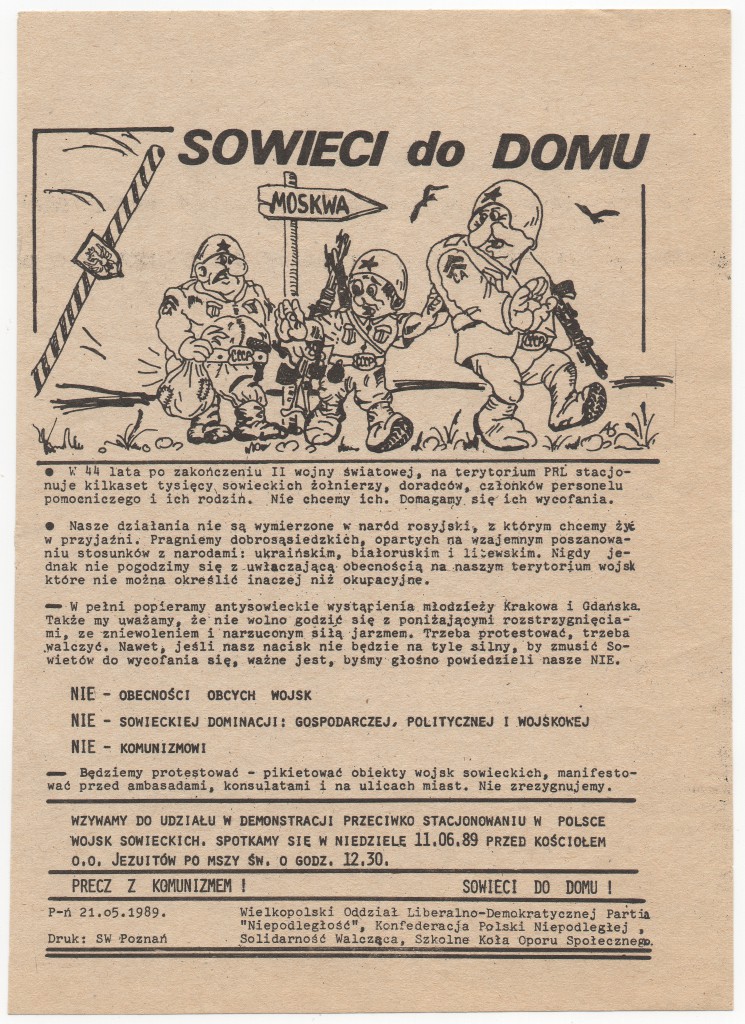 SOWIECI do DOMU
MOSKWA
CCCP
CCCP
CCCP
AS
● W 44 lata po zakończeniu II wojny światowej, na terytorium PRL stacjo-
nuje kilkaset tysięcy sowieckich żołnierzy, doradców, członków personelu
pomocniczego i ich rodzin. Nie chcemy ich. Domagamy się ich wycofania.
● Nasze działania nie są wymierzone w naród rosyjski, z którym chcemy żyć
w przyjaźni. Pragniemy dobrosąsiedzkich, opartych na wzajemnym poszanowa-
niu stosunków z narodami: ukraińskim, białoruskim i litewskim. Nigdy je-
dnak nie pogodzimy się z uwłaczającą obecnością na naszym terytorium wojsk
które nie można określić inaczej niż okupacyjne.
— W pełni popieramy antysowieckie wystąpienia młodzieży Krakowa i Gdańska.
Także my uważamy, że nie wolno godzić się z poniżającymi rozstrzygnięcia-
mi, ze zniewoleniem i narzuconym siłą jarzmem. Trzeba protestować, trzeba
walczyć. Nawet, jeśli nasz nacisk nie będzie na tyle silny, by zmusić So-
wietów do wycofania się, ważne jest, byśmy głośno powiedzieli nasze NIE.
NIE - OBECNOŚCI OBCYCH WOJSK
NIE - SOWIECKIEJ DOMINACJI: GOSPODARCZEJ, POLITYCZNEJ I WOJSKOWEJ
NIE - KOMUNIZMOWI
— Będziemy protestować - pikietować obiekty wojsk sowieckich, manifesto-
wać przed ambasadami, konsulatami i na ulicach miast. Nie zrezygnujemy.
WZYWAMY DO UDZIAŁU W DEMONSTRACJI PRZECIWKO STACJONOWANIU W POLSCE
WOJSK SOWIECKICH. SPOTKAMY SIĘ W NIEDZIELĘ 11.06.89 PRZED KOŚCIOŁEM
O.O. JEZUITÓW PO MSZY ŚW. O GODZ. 12.30.
PRECZ Z KOMUNIZMEM ! SOWIECI DO DOMU !
P-ń 21.o5.1989. Wielkopolski Oddział Liberalno-Demokratycznej Partia
"Niepodległość", Konfederacja Polski Niepodległej ,
Druk: SW Poznań Solidarność Walcząca, Szkolne Koła Oporu Społecznego.